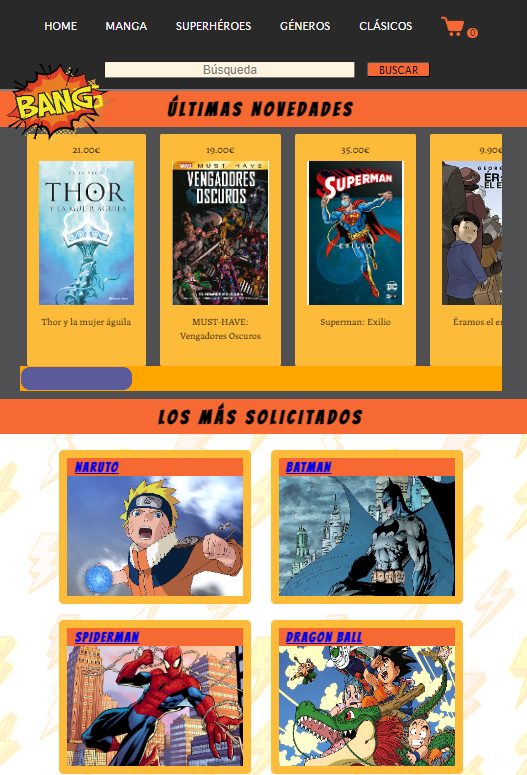 HOME MANGA SUPERHÉROES GÉNEROS CLÁSICOS 0
Búsqueda BUSCAR
BANG!
ÚLTIMAS NOVEDADES
21.00€ 19.00€ 35.00€ 9.90€
THOR
Y LA MUJER ÁGUILA
MUST-HAVE
VENGADORES
OSCUROS
SUPERMAN
EXILIO
DC
Thor y la mujer águila
MUST-HAVE:
Vengadores Oscuros
Superman: Exilio
Éramos el en
LOS MÁS SOLICITADOS
NARUTO
BATMAN
SPIDERMAN
DRAGON BALL